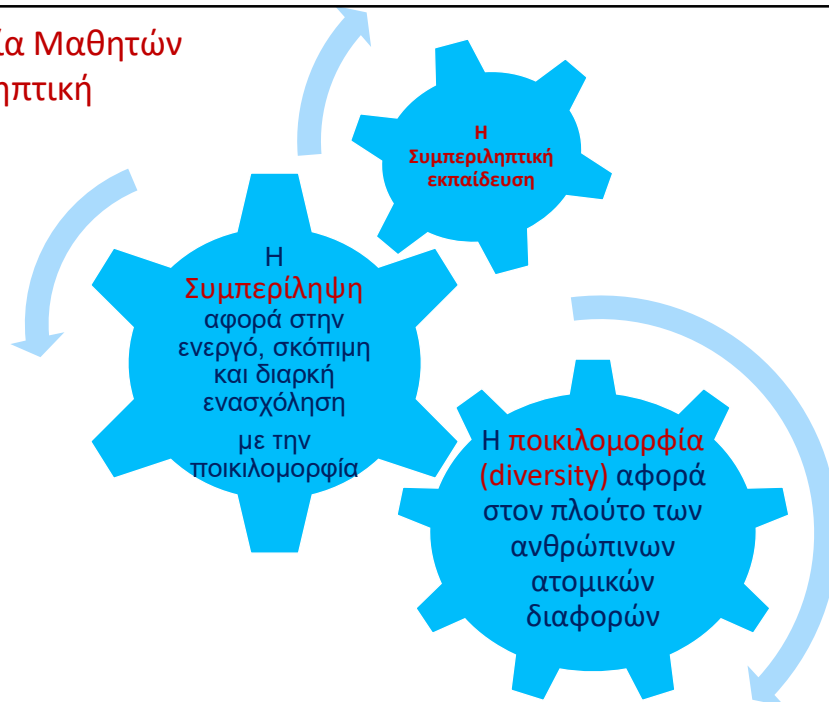 ία Μαθητών
ηπτική
Η
Συμπεριληπτική
εκπαίδευση
Η
Συμπερίληψη
αφορά στην
ενεργό, σκόπιμη
και διαρκή
ενασχόληση
με την
ποικιλομορφία
Η ποικιλομορφία
(diversity) αφορά
στον πλούτο των
ανθρώπινων
ατομικών
διαφορών